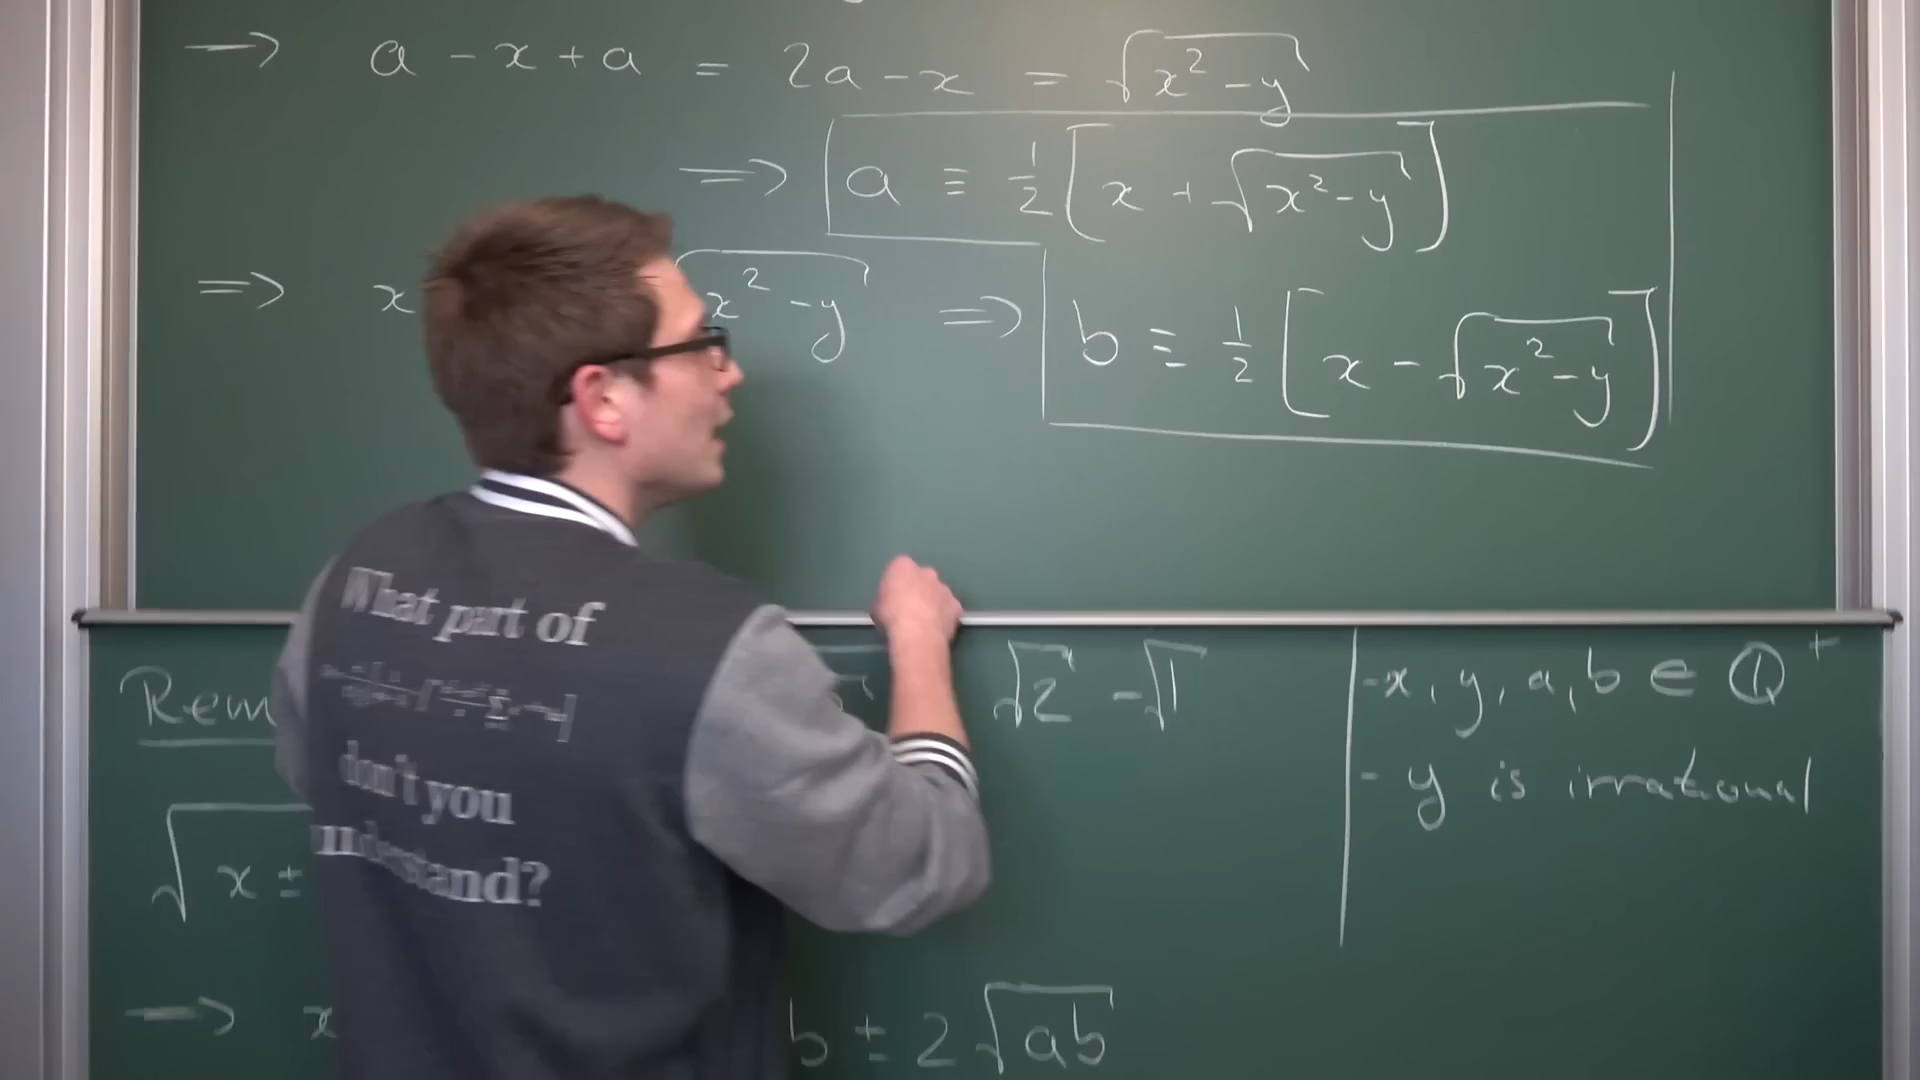 → a - x + a = 2a - x = √(x² - y)
⟹ a ≡ ½[x + √(x² - y)]
⟹ x √(x² - y) ⟹ b ≡ ½[x - √(x² - y)]
What part of
don't you
understand?
Rem √2 - √1
√x ±
→ x b ± 2√ab
- x, y, a, b ∈ ℚ⁺
- y is irrational